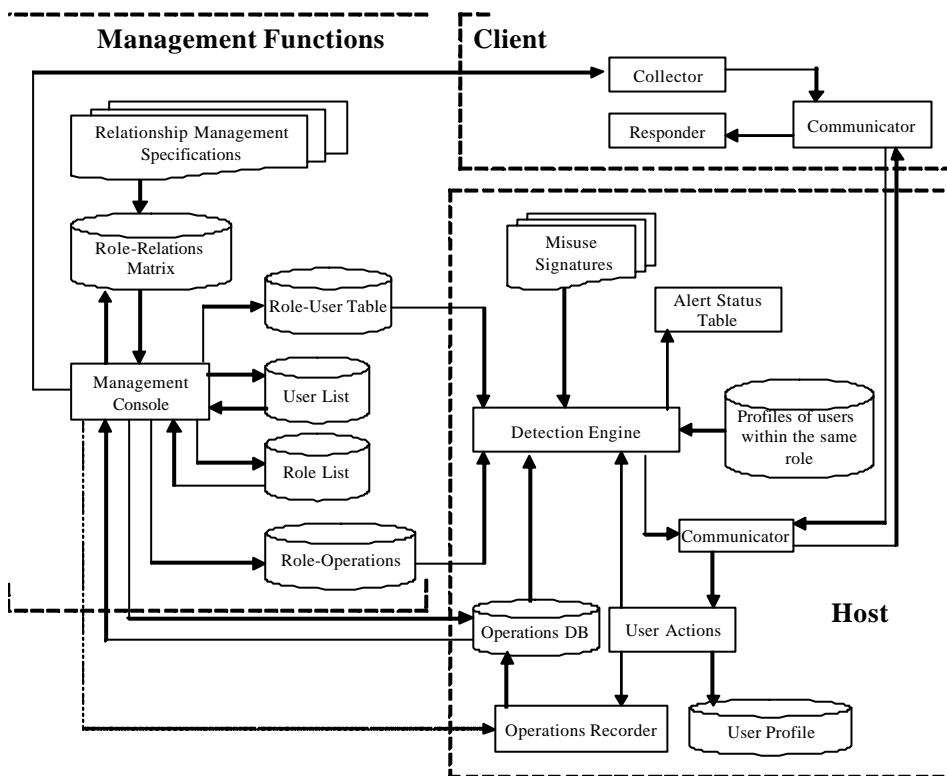 Management Functions
Client
Collector
Relationship Management
Specifications
Responder
Communicator
Role-Relations
Matrix
Misuse
Signatures
Role-User Table
Alert Status
Table
Management
Console
User List
Detection Engine
Profiles of users
within the same
role
Role List
Communicator
Role-Operations
Host
Operations DB
User Actions
Operations Recorder
User Profile